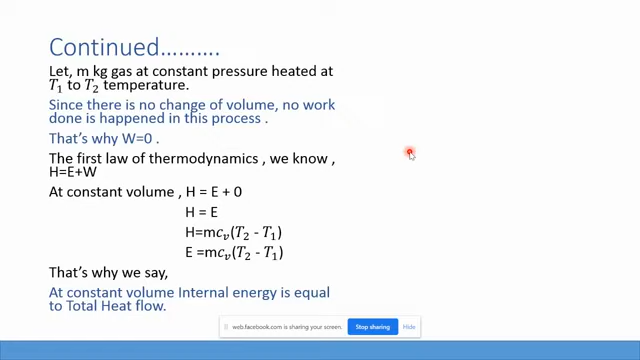 Continued……….
Let, m kg gas at constant pressure heated at
T₁ to T₂ temperature.
Since there is no change of volume, no work
done is happened in this process .
That's why W=0 .
The first law of thermodynamics , we know ,
H=E+W
At constant volume , H = E + 0
H = E
H=mcᵥ(T₂ - T₁)
E =mcᵥ(T₂ - T₁)
That's why we say,
At constant volume Internal energy is equal
to Total Heat flow.
web.facebook.com is sharing your screen. Stop sharing Hide